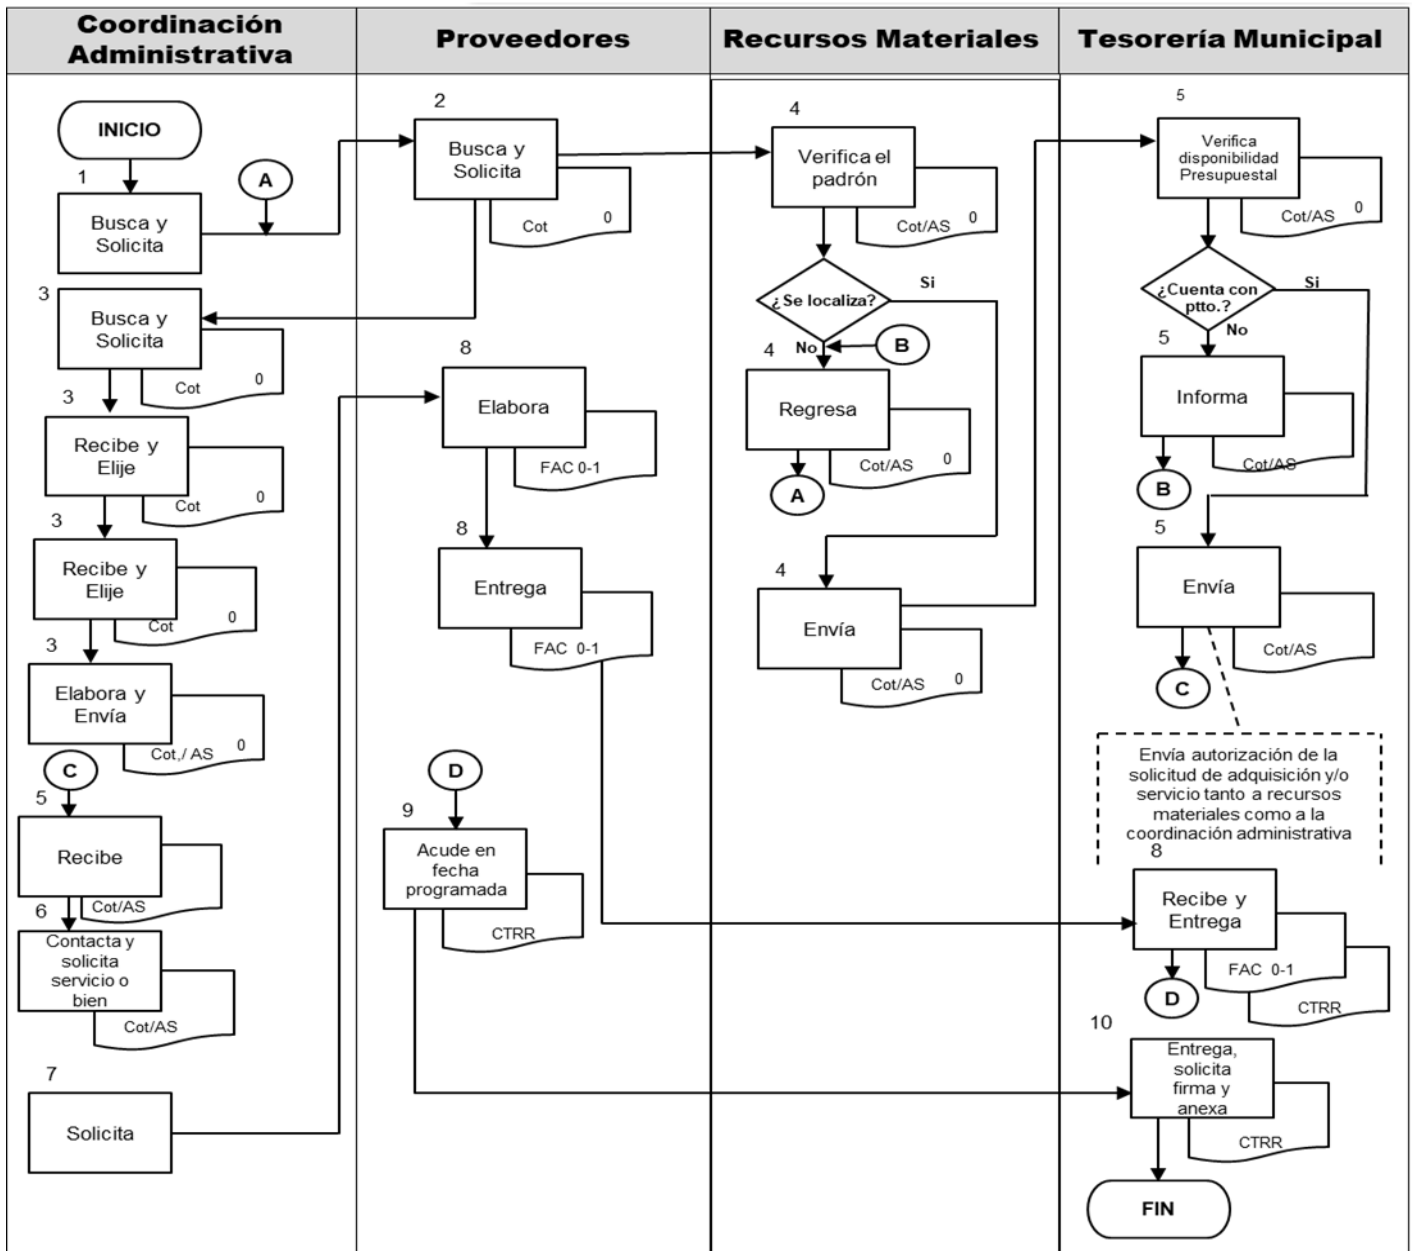 Coordinación
Administrativa
Proveedores
Recursos Materiales
Tesorería Municipal
INICIO
1
Busca y
Solicita
A
3
Busca y
Solicita
Cot 0
3
Recibe y
Elije
Cot 0
3
Recibe y
Elije
Cot 0
3
Elabora y
Envía
Cot,/ AS 0
C
5
Recibe
Cot/AS
6
Contacta y
solicita
servicio o
bien
Cot/AS
7
Solicita
2
Busca y
Solicita
Cot 0
8
Elabora
FAC 0-1
8
Entrega
FAC 0-1
D
9
Acude en
fecha
programada
CTRR
4
Verifica el
padrón
Cot/AS 0
¿Se localiza?
Si
No
B
4
Regresa
Cot/AS 0
A
4
Envía
Cot/AS 0
5
Verifica
disponibilidad
Presupuestal
Cot/AS 0
¿Cuenta con
ptto.?
Si
No
5
Informa
Cot/AS
B
5
Envía
Cot/AS
C
Envía autorización de la
solicitud de adquisición y/o
servicio tanto a recursos
materiales como a la
coordinación administrativa
8
Recibe y
Entrega
FAC 0-1
CTRR
D
10
Entrega,
solicita
firma y
anexa
CTRR
FIN